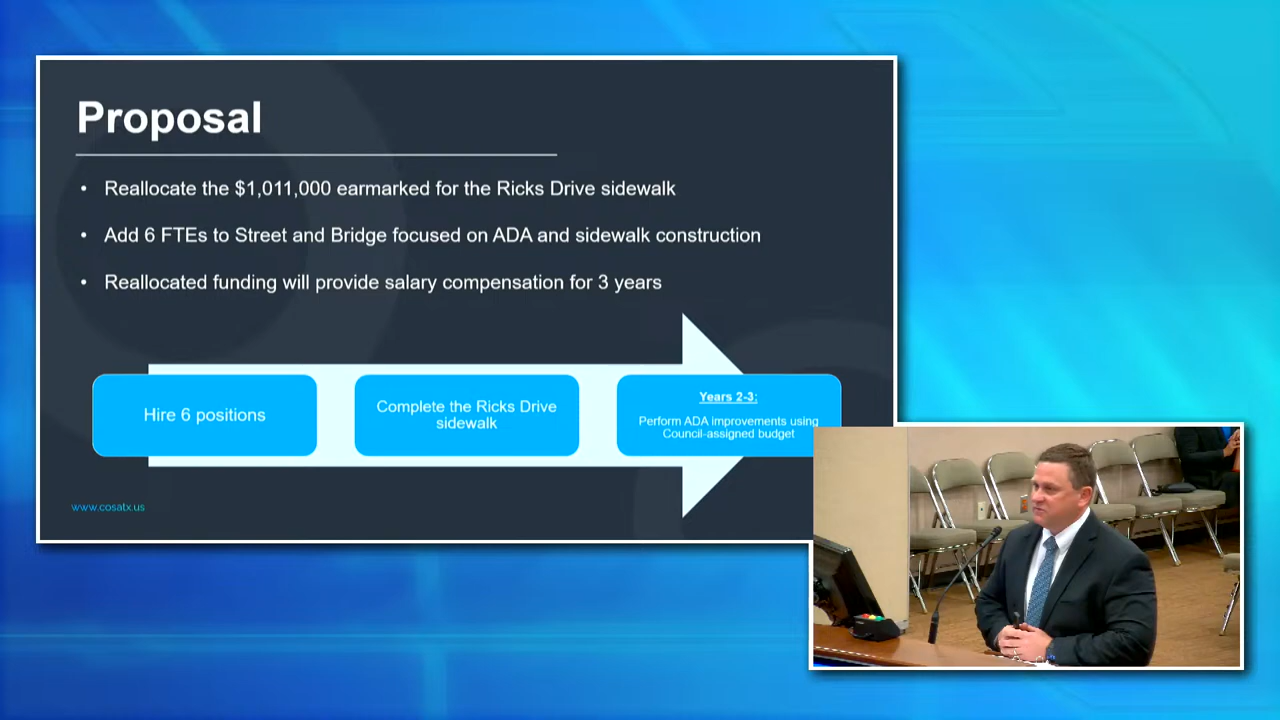 Proposal
• Reallocate the $1,011,000 earmarked for the Ricks Drive sidewalk
• Add 6 FTEs to Street and Bridge focused on ADA and sidewalk construction
• Reallocated funding will provide salary compensation for 3 years
Hire 6 positions
Complete the Ricks Drive
sidewalk
Years 2-3:
Perform ADA improvements using
Council-assigned budget
www.cosatx.us